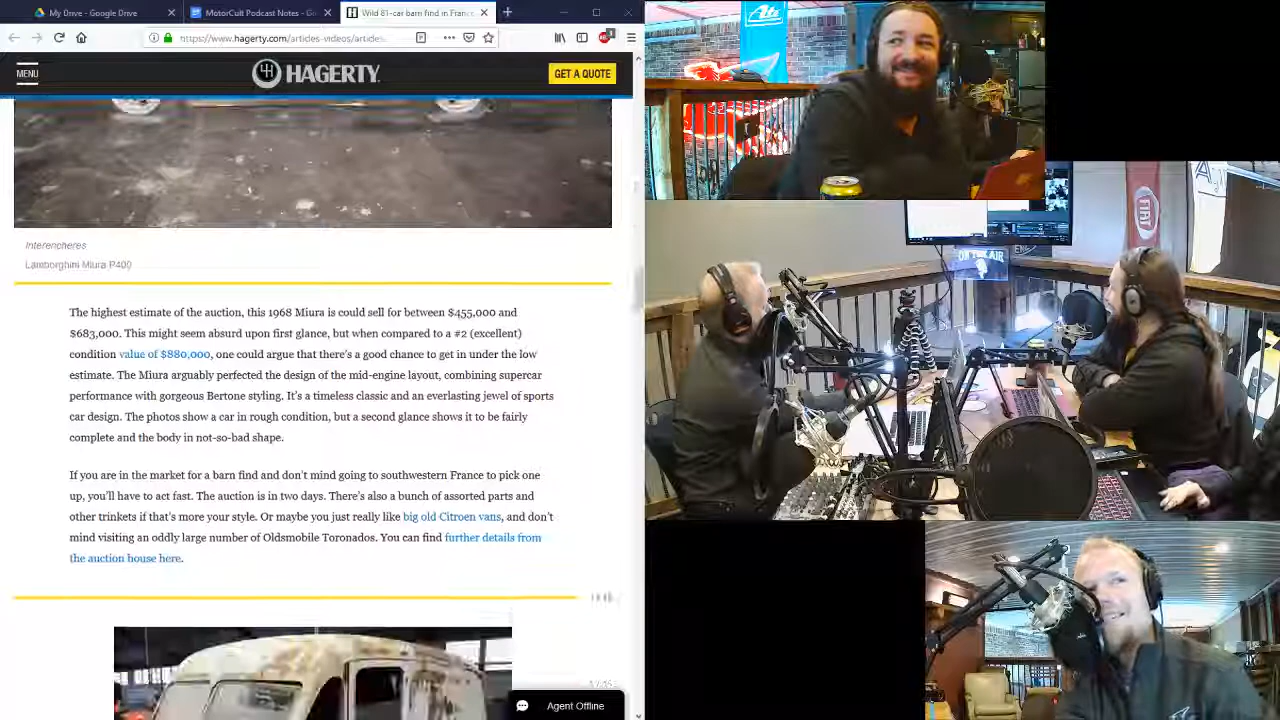 My Drive - Google Drive
MotorCult Podcast Notes - Go
Wild 81-car barn find in France
https://www.hagerty.com/articles-videos/articles
MENU
HAGERTY
GET A QUOTE
Interencheres
Lamborghini Miura P400
The highest estimate of the auction, this 1968 Miura is could sell for between $455,000 and
$683,000. This might seem absurd upon first glance, but when compared to a #2 (excellent)
condition value of $880,000, one could argue that there's a good chance to get in under the low
estimate. The Miura arguably perfected the design of the mid-engine layout, combining supercar
performance with gorgeous Bertone styling. It's a timeless classic and an everlasting jewel of sports
car design. The photos show a car in rough condition, but a second glance shows it to be fairly
complete and the body in not-so-bad shape.
If you are in the market for a barn find and don't mind going to southwestern France to pick one
up, you'll have to act fast. The auction is in two days. There's also a bunch of assorted parts and
other trinkets if that's more your style. Or maybe you just really like big old Citroen vans, and don't
mind visiting an oddly large number of Oldsmobile Toronados. You can find further details from
the auction house here.
Agent Offline
Ate
ON THE AIR
FIAT